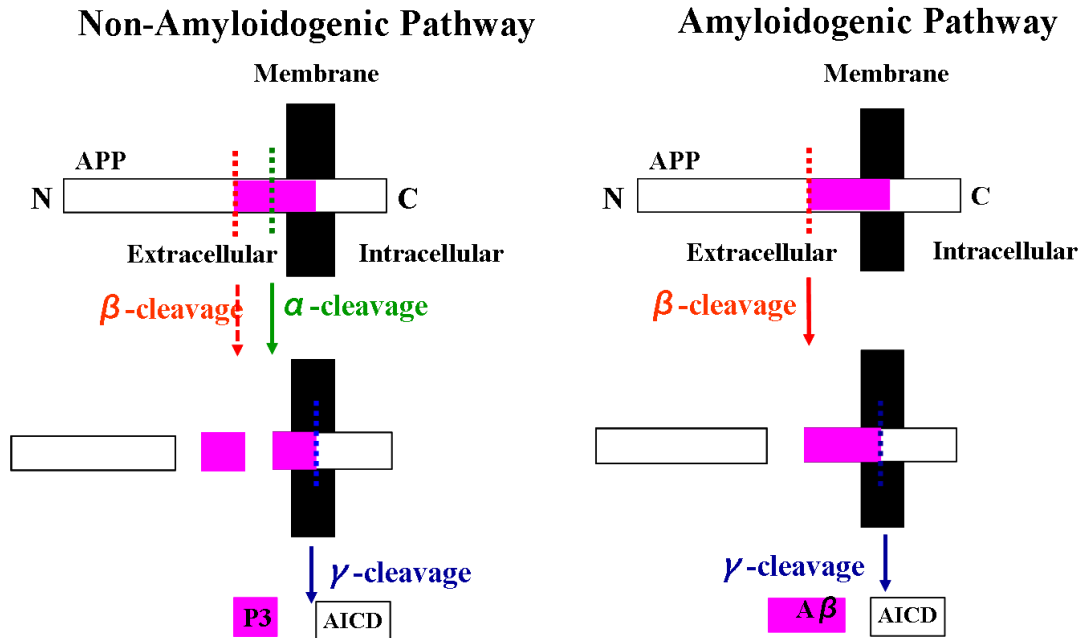 Non-Amyloidogenic Pathway
Membrane
APP
N
C
Extracellular
Intracellular
β-cleavage
α-cleavage
γ-cleavage
P3
AICD
Amyloidogenic Pathway
Membrane
APP
N
C
Extracellular
Intracellular
β-cleavage
γ-cleavage
Aβ
AICD